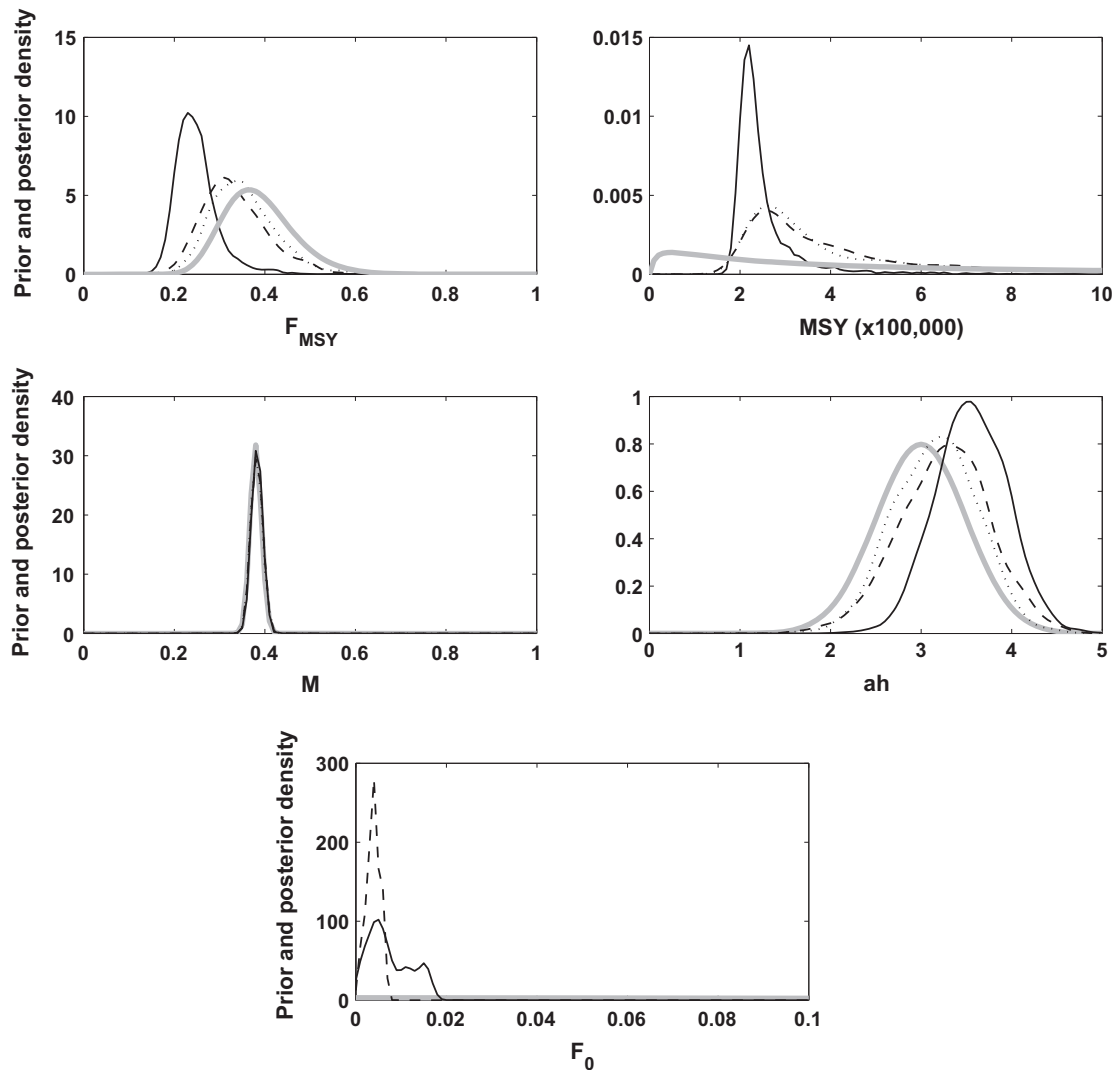 Prior and posterior density
15
10
5
0
0 0.2 0.4 0.6 0.8 1
F_MSY
0.015
0.01
0.005
0
0 2 4 6 8 10
MSY (x100,000)
Prior and posterior density
40
30
20
10
0
0 0.2 0.4 0.6 0.8 1
M
1
0.8
0.6
0.4
0.2
0
0 1 2 3 4 5
ah
Prior and posterior density
300
200
100
0
0 0.02 0.04 0.06 0.08 0.1
F_0